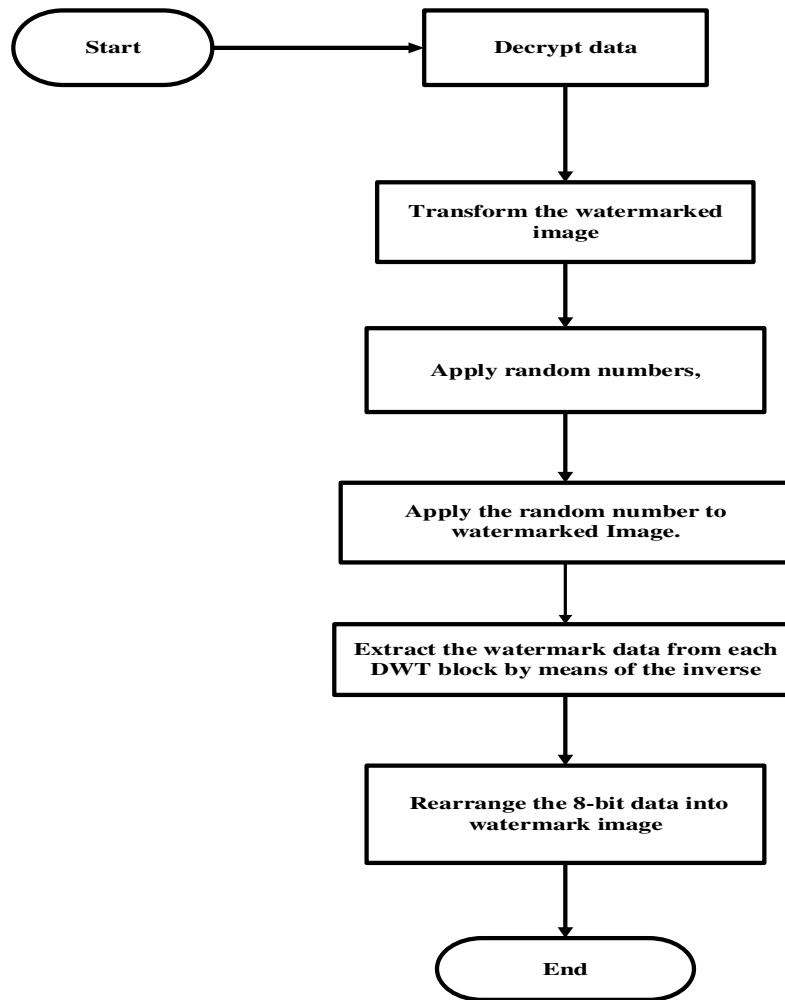 Start
Decrypt data
Transform the watermarked
image
Apply random numbers,
Apply the random number to
watermarked Image.
Extract the watermark data from each
DWT block by means of the inverse
Rearrange the 8-bit data into
watermark image
End